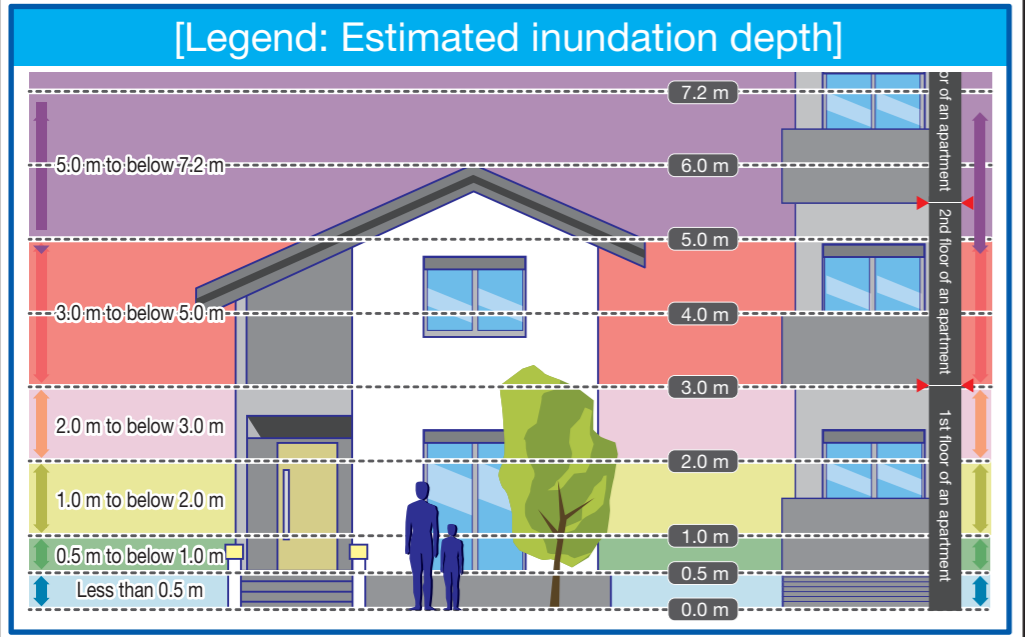 [Legend: Estimated inundation depth]
7.2 m
5.0 m to below 7.2 m
6.0 m
5.0 m
3.0 m to below 5.0 m
4.0 m
3.0 m
2.0 m to below 3.0 m
2.0 m
1.0 m to below 2.0 m
1.0 m
0.5 m to below 1.0 m
0.5 m
Less than 0.5 m
0.0 m
of an apartment
2nd floor of an apartment
1st floor of an apartment